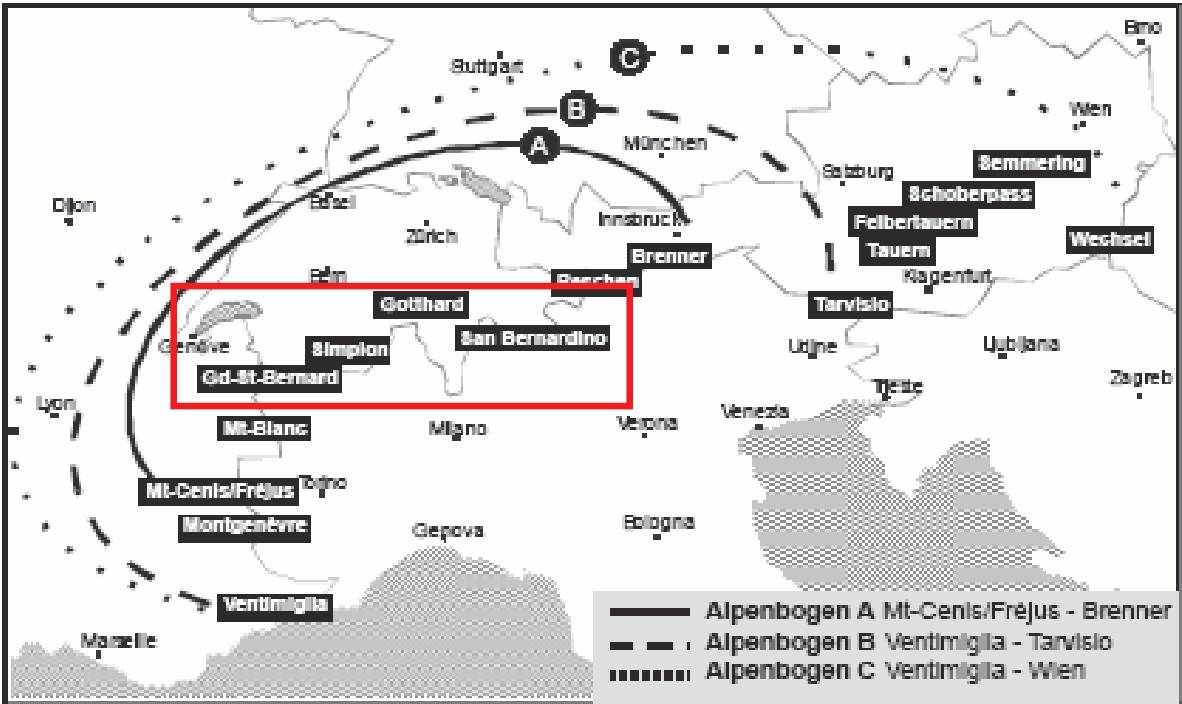 Brno
Stuttgart
C
B
Wien
A
München
Semmering
Salzburg
Schoberpass
Dijon
Basel
Innsbruck
Felbertauern
Zürich
Wechsel
Tauern
Brenner
Bern
Reschen
Klagenfurt
Gotthard
Tarvisio
San Bernardino
Genève
Simplon
Udine
Ljubljana
Gd-St-Bernard
Zagreb
Trieste
Lyon
Venezia
Mt-Blanc
Milano
Verona
Mt-Cenis/Fréjus
Torino
Montgenèvre
Genova
Bologna
Ventimiglia
Marseille
Alpenbogen A Mt-Cenis/Fréjus - Brenner
Alpenbogen B Ventimiglia - Tarvisio
Alpenbogen C Ventimiglia - Wien